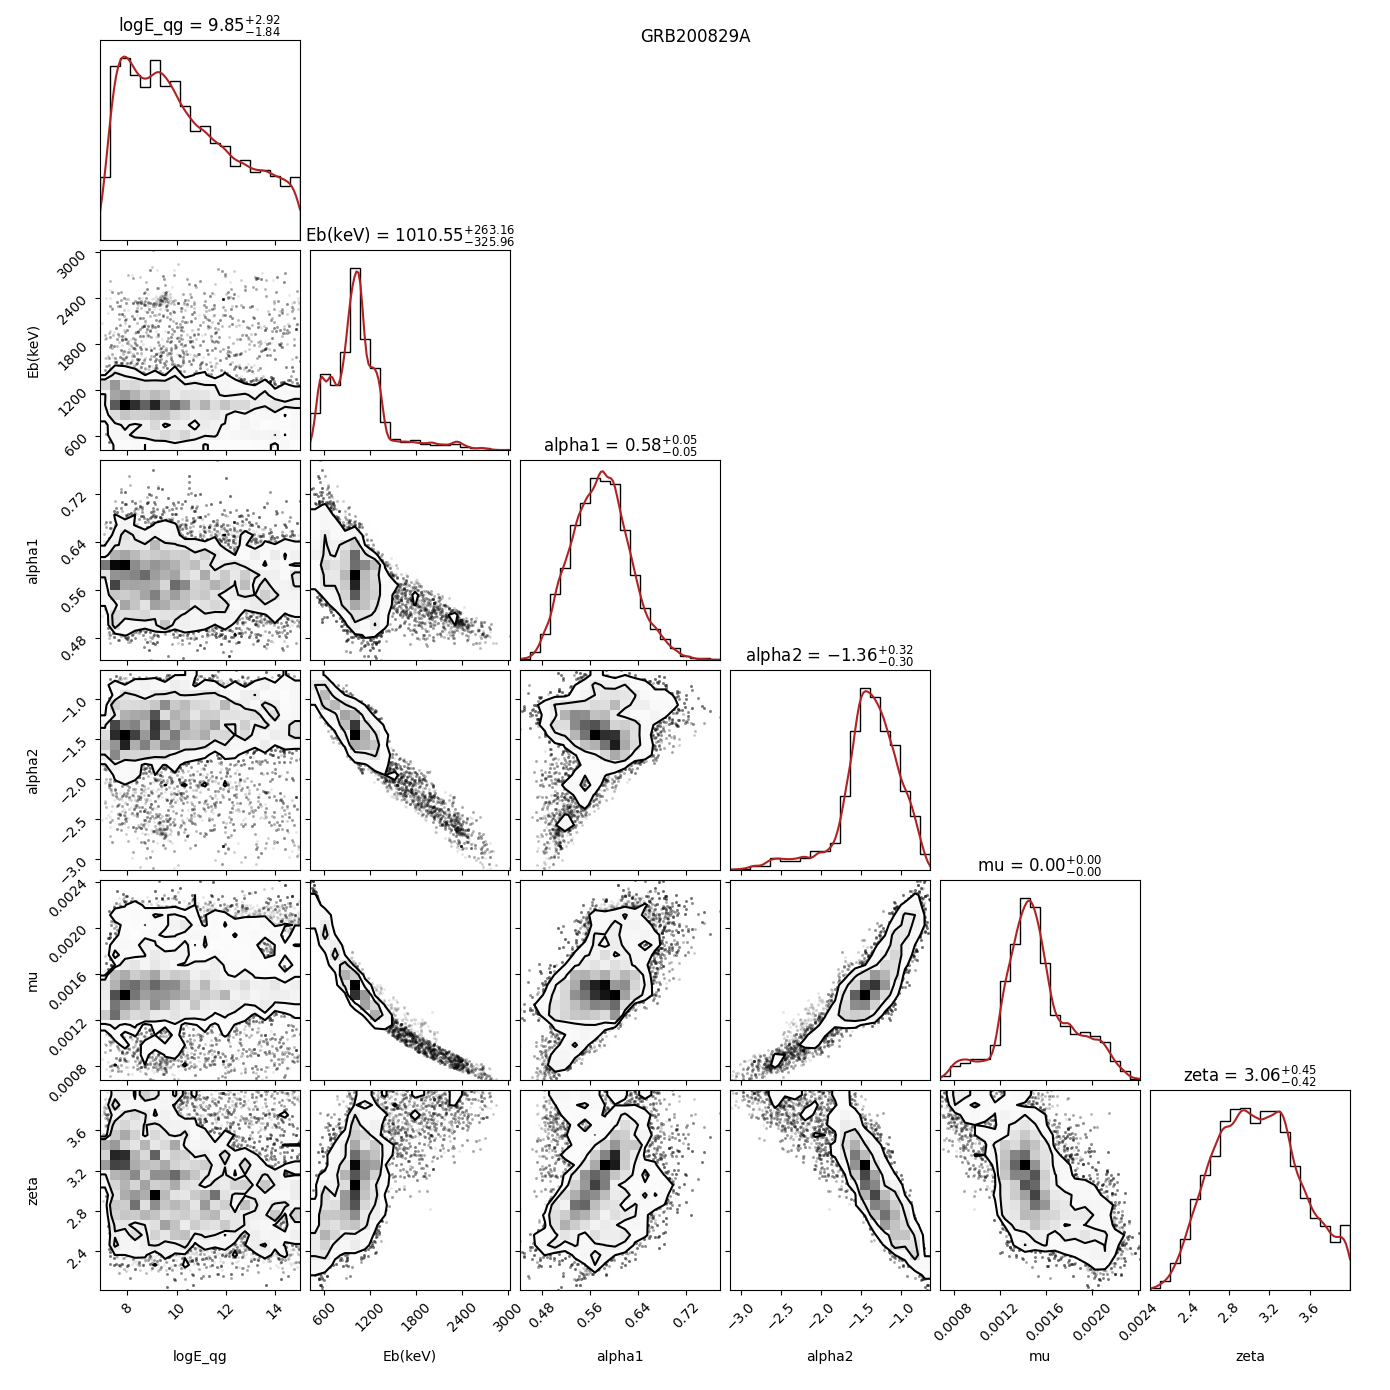 GRB200829A
logE_qg = 9.85 +2.92 −1.84
Eb(keV) = 1010.55 +263.16 −325.96
alpha1 = 0.58 +0.05 −0.05
alpha2 = −1.36 +0.32 −0.30
mu = 0.00 +0.00 −0.00
zeta = 3.06 +0.45 −0.42
Eb(keV)
3000
2400
1800
1200
600
alpha1
0.72
0.64
0.56
0.48
alpha2
−1.0
−1.5
−2.0
−2.5
−3.0
mu
0.0024
0.0020
0.0016
0.0012
0.0008
zeta
3.6
3.2
2.8
2.4
8 10 12 14
600 1200 1800 2400 3000
0.48 0.56 0.64 0.72
−3.0 −2.5 −2.0 −1.5 −1.0
0.0008 0.0012 0.0016 0.0020 0.0024
2.4 2.8 3.2 3.6
logE_qg Eb(keV) alpha1 alpha2 mu zeta